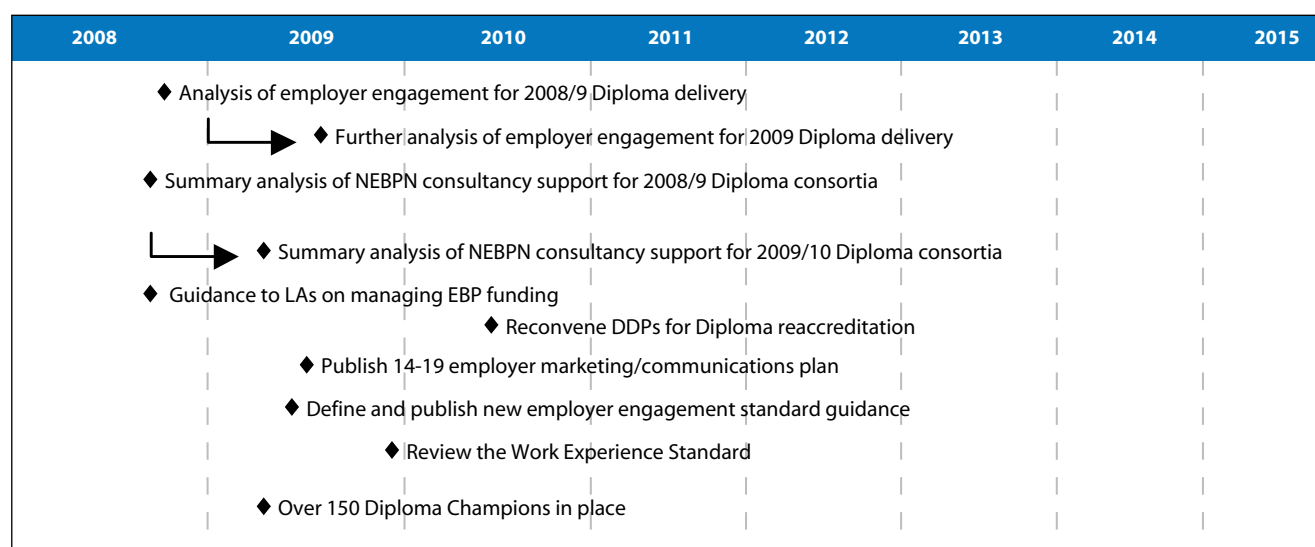 2008 2009 2010 2011 2012 2013 2014 2015
Analysis of employer engagement for 2008/9 Diploma delivery
Further analysis of employer engagement for 2009 Diploma delivery
Summary analysis of NEBPN consultancy support for 2008/9 Diploma consortia
Summary analysis of NEBPN consultancy support for 2009/10 Diploma consortia
Guidance to LAs on managing EBP funding
Reconvene DDPs for Diploma reaccreditation
Publish 14-19 employer marketing/communications plan
Define and publish new employer engagement standard guidance
Review the Work Experience Standard
Over 150 Diploma Champions in place